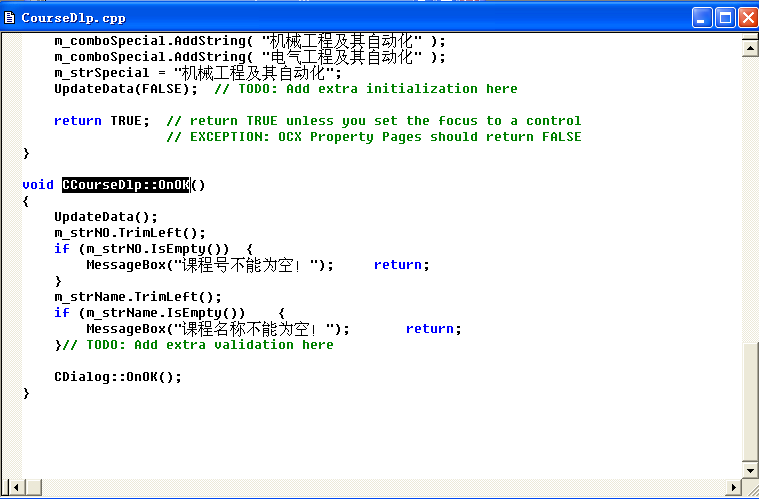 CourseDlp.cpp
m_comboSpecial.AddString( "机械工程及其自动化" );
m_comboSpecial.AddString( "电气工程及其自动化" );
m_strSpecial = "机械工程及其自动化";
UpdateData(FALSE);  // TODO: Add extra initialization here
return TRUE;  // return TRUE unless you set the focus to a control
// EXCEPTION: OCX Property Pages should return FALSE
}
void CCourseDlp::OnOK()
{
UpdateData();
m_strNO.TrimLeft();
if (m_strNO.IsEmpty())  {
MessageBox("课程号不能为空! ");     return;
}
m_strName.TrimLeft();
if (m_strName.IsEmpty())    {
MessageBox("课程名称不能为空! ");       return;
}// TODO: Add extra validation here
CDialog::OnOK();
}